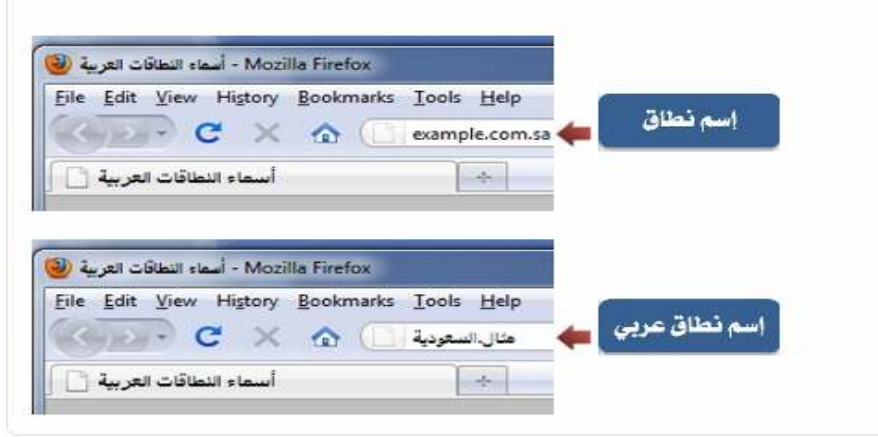 أسماء النطاقات العربية - Mozilla Firefox
File Edit View History Bookmarks Tools Help
example.com.sa
إسم نطاق
أسماء النطاقات العربية
أسماء النطاقات العربية - Mozilla Firefox
File Edit View History Bookmarks Tools Help
مثال.السعودية
اسم نطاق عربي
أسماء النطاقات العربية